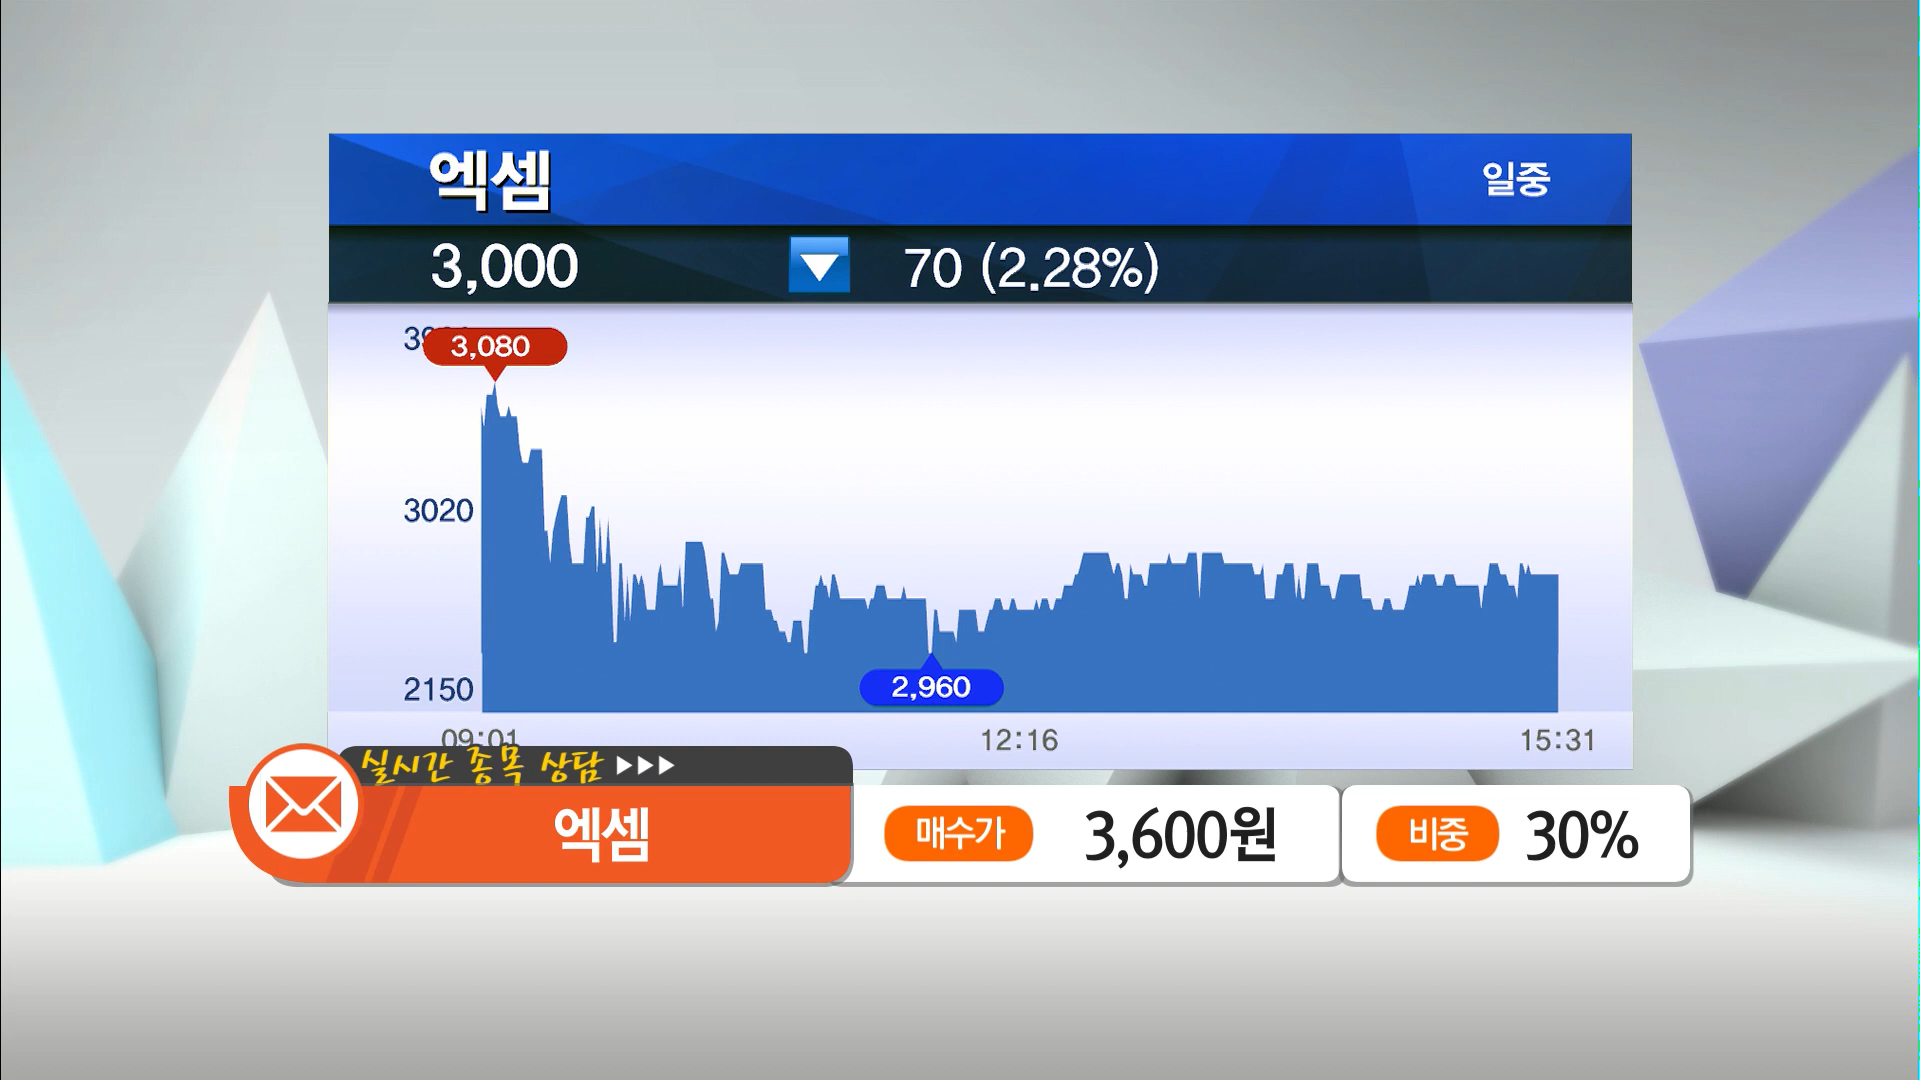 엑셈
일중
3,000 ▼ 70 (2.28%)
3,080
3020
2150
2,960
09:01 12:16 15:31
실시간 종목 상담 ▶▶▶
엑셈
매수가 3,600원
비중 30%